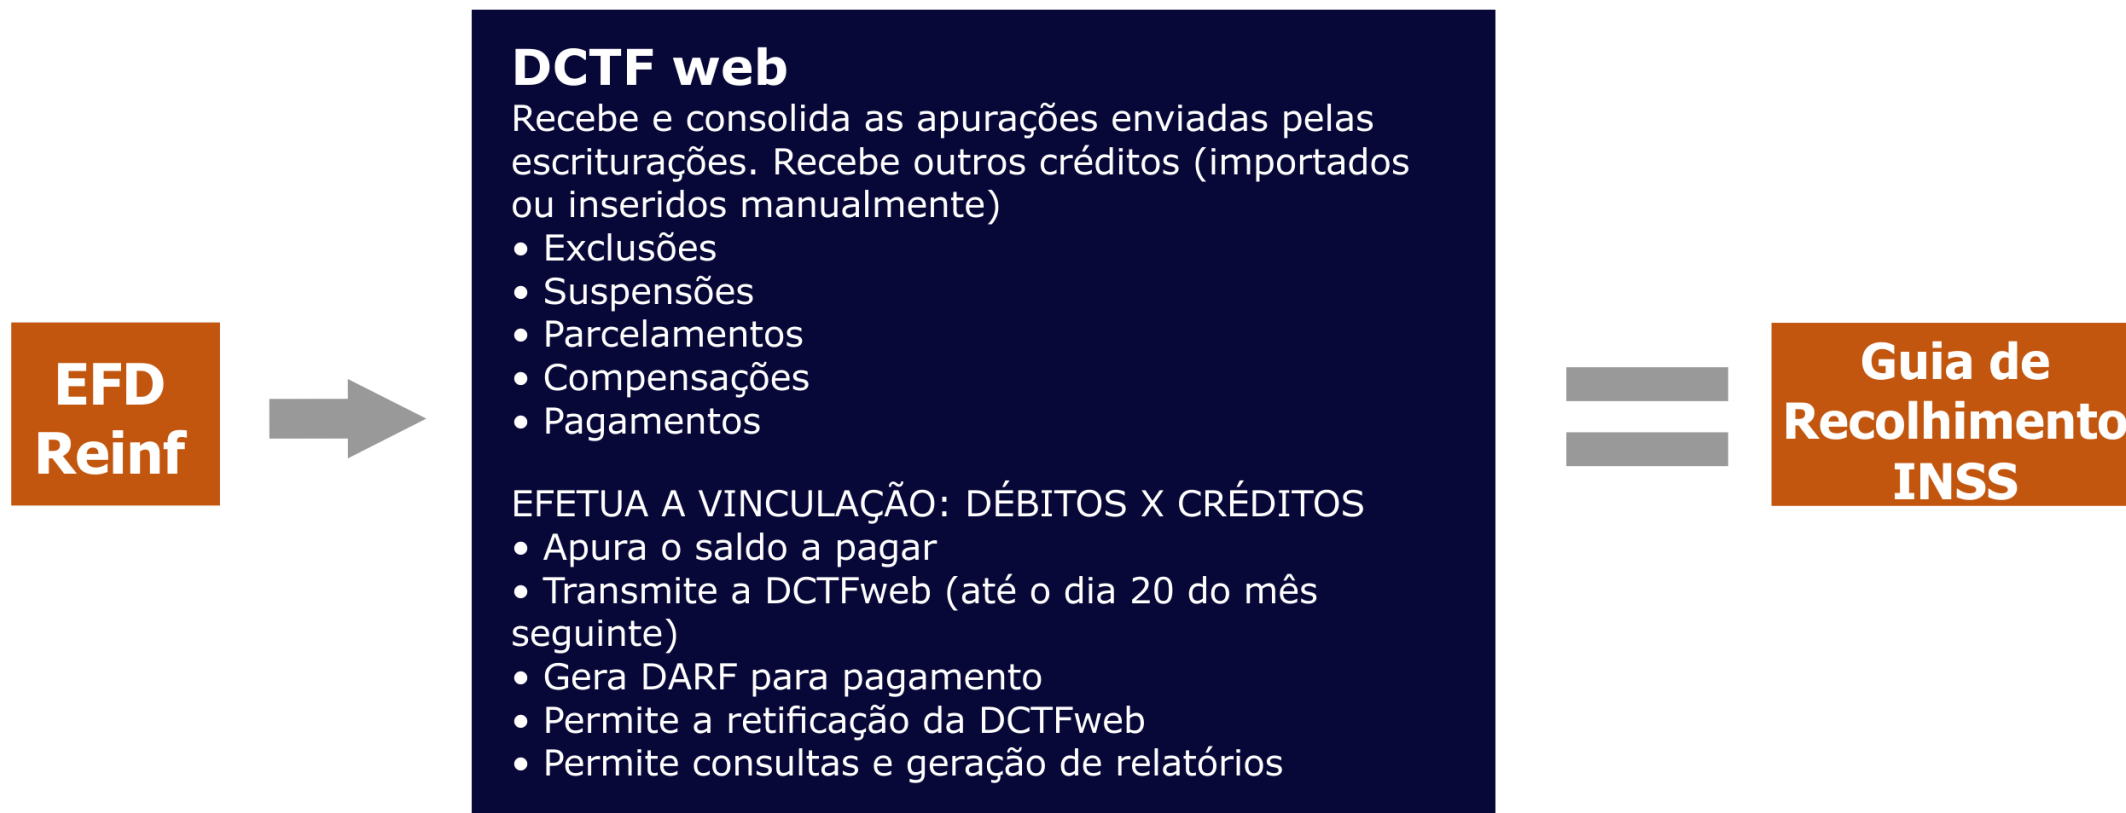 EFD
Reinf
DCTF web
Recebe e consolida as apurações enviadas pelas
escriturações. Recebe outros créditos (importados
ou inseridos manualmente)
• Exclusões
• Suspensões
• Parcelamentos
• Compensações
• Pagamentos
EFETUA A VINCULAÇÃO: DÉBITOS X CRÉDITOS
• Apura o saldo a pagar
• Transmite a DCTFweb (até o dia 20 do mês
seguinte)
• Gera DARF para pagamento
• Permite a retificação da DCTFweb
• Permite consultas e geração de relatórios
Guia de
Recolhimento
INSS